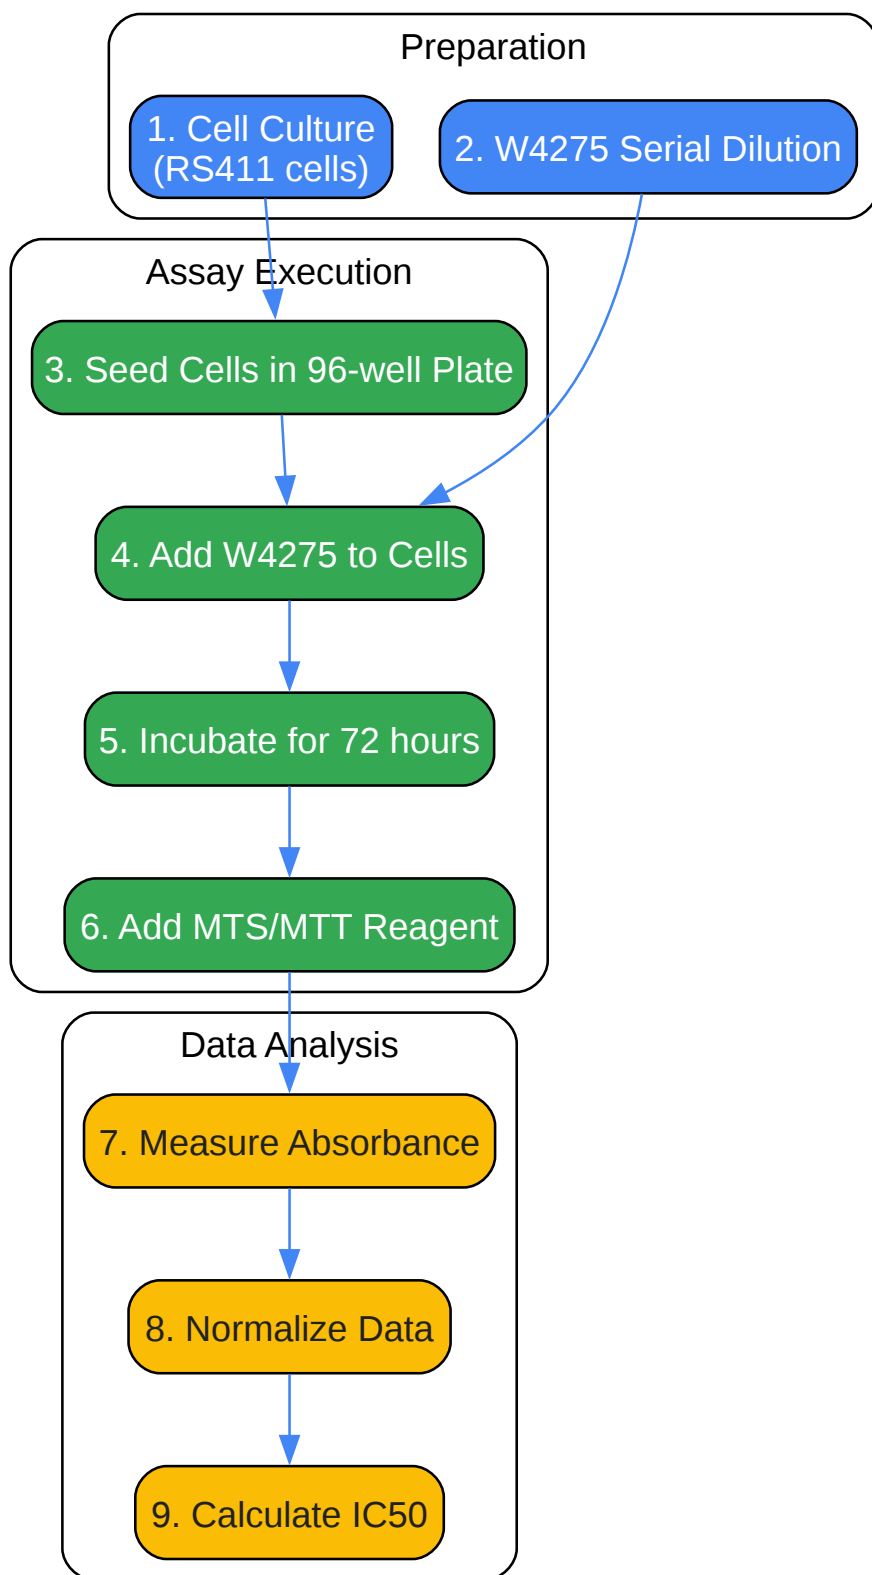 Preparation
1. Cell Culture
(RS411 cells)
2. W4275 Serial Dilution
Assay Execution
3. Seed Cells in 96-well Plate
4. Add W4275 to Cells
5. Incubate for 72 hours
6. Add MTS/MTT Reagent
Data Analysis
7. Measure Absorbance
8. Normalize Data
9. Calculate IC50